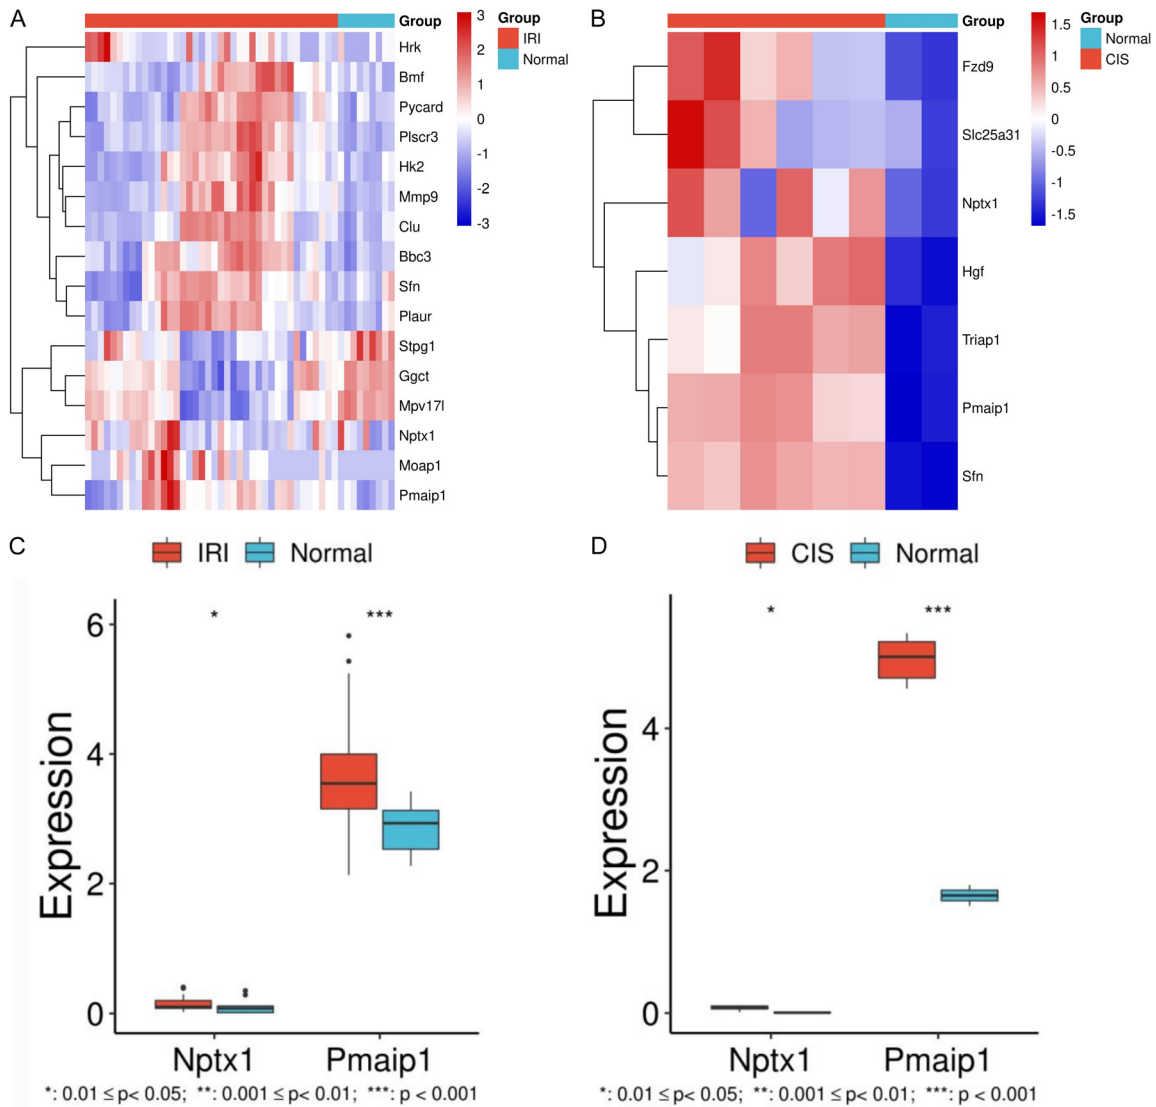 A
Group
3
2
1
0
-1
-2
-3
Group
IRI
Normal
Hrk
Bmf
Pycard
Plscr3
Hk2
Mmp9
Clu
Bbc3
Sfn
Plaur
Stpg1
Ggct
Mpv17l
Nptx1
Moap1
Pmaip1
B
Group
1.5
1
0.5
0
-0.5
-1
-1.5
Group
Normal
CIS
Fzd9
Slc25a31
Nptx1
Hgf
Triap1
Pmaip1
Sfn
C
IRI Normal
* ***
Expression
6
4
2
0
Nptx1 Pmaip1
*: 0.01 ≤ p< 0.05; **: 0.001 ≤ p< 0.01; ***: p < 0.001
D
CIS Normal
* ***
Expression
4
2
0
Nptx1 Pmaip1
*: 0.01 ≤ p< 0.05; **: 0.001 ≤ p< 0.01; ***: p < 0.001